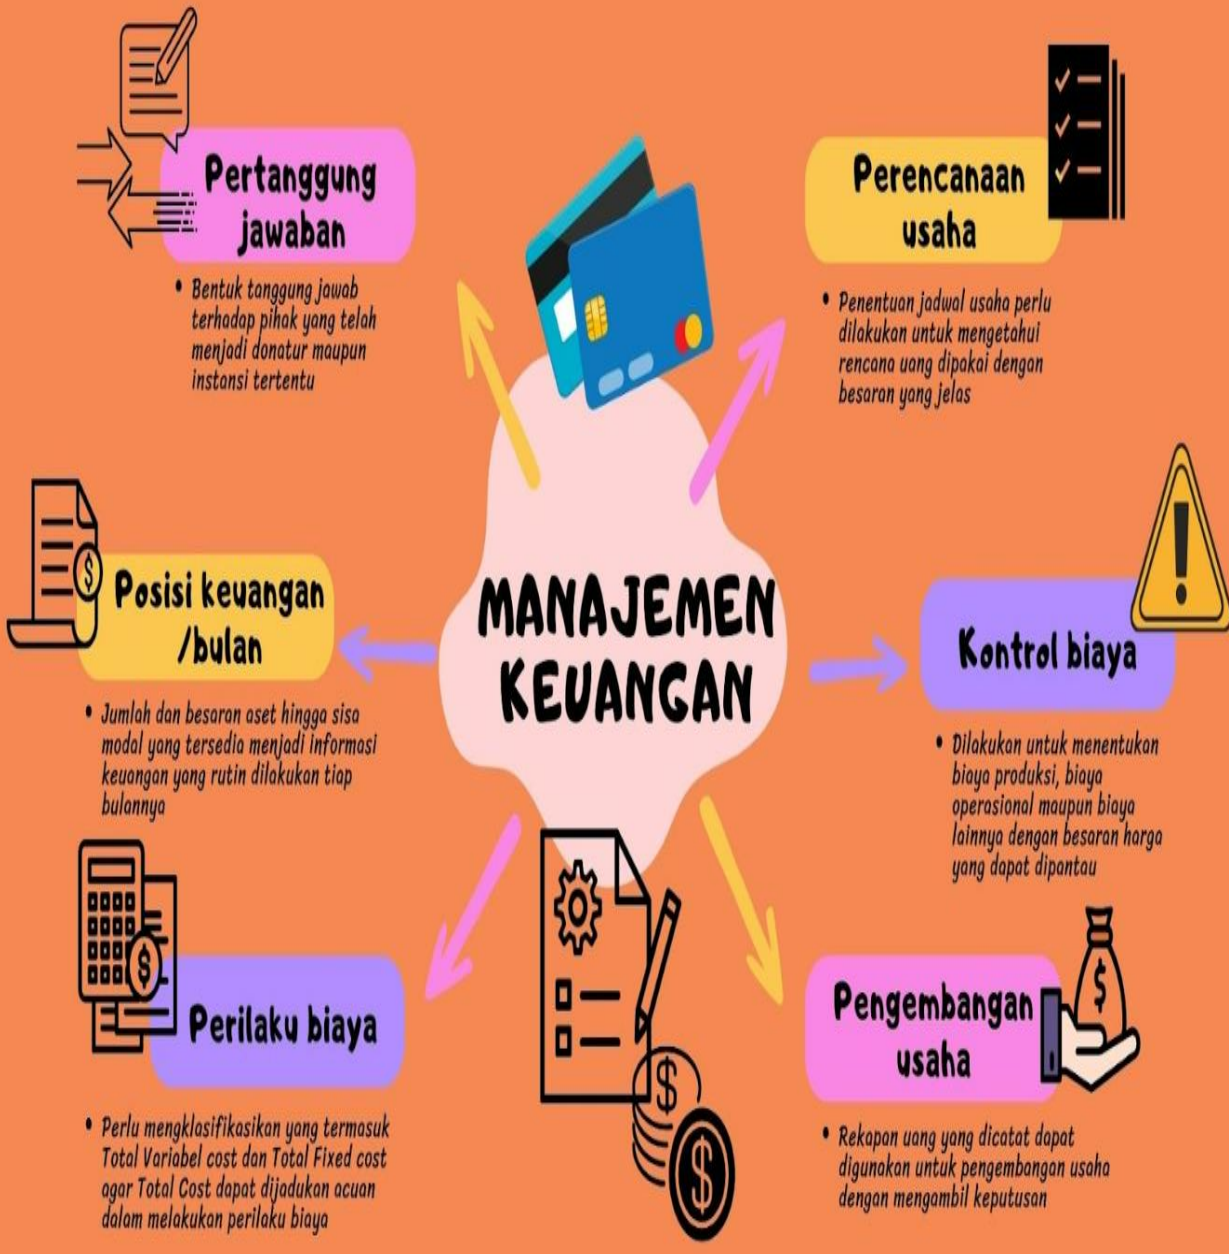 Pertanggung
jawaban
• Bentuk tanggung jawab
terhadap pihak yang telah
menjadi donatur maupun
instansi tertentu
Perencanaan
usaha
• Penentuan jadwal usaha perlu
dilakukan untuk mengetahui
rencana uang dipakai dengan
besaran yang jelas
Posisi keuangan
/bulan
• Jumlah dan besaran aset hingga sisa
modal yang tersedia menjadi informasi
keuangan yang rutin dilakukan tiap
bulannya
MANAJEMEN
KEUANGAN
Kontrol biaya
• Dilakukan untuk menentukan
biaya produksi, biaya
operasional maupun biaya
lainnya dengan besaran harga
yang dapat dipantau
Perilaku biaya
• Perlu mengklasifikasikan yang termasuk
Total Variabel cost dan Total Fixed cost
agar Total Cost dapat dijadukan acuan
dalam melakukan perilaku biaya
Pengembangan
usaha
• Rekapan uang yang dicatat dapat
digunakan untuk pengembangan usaha
dengan mengambil keputusan